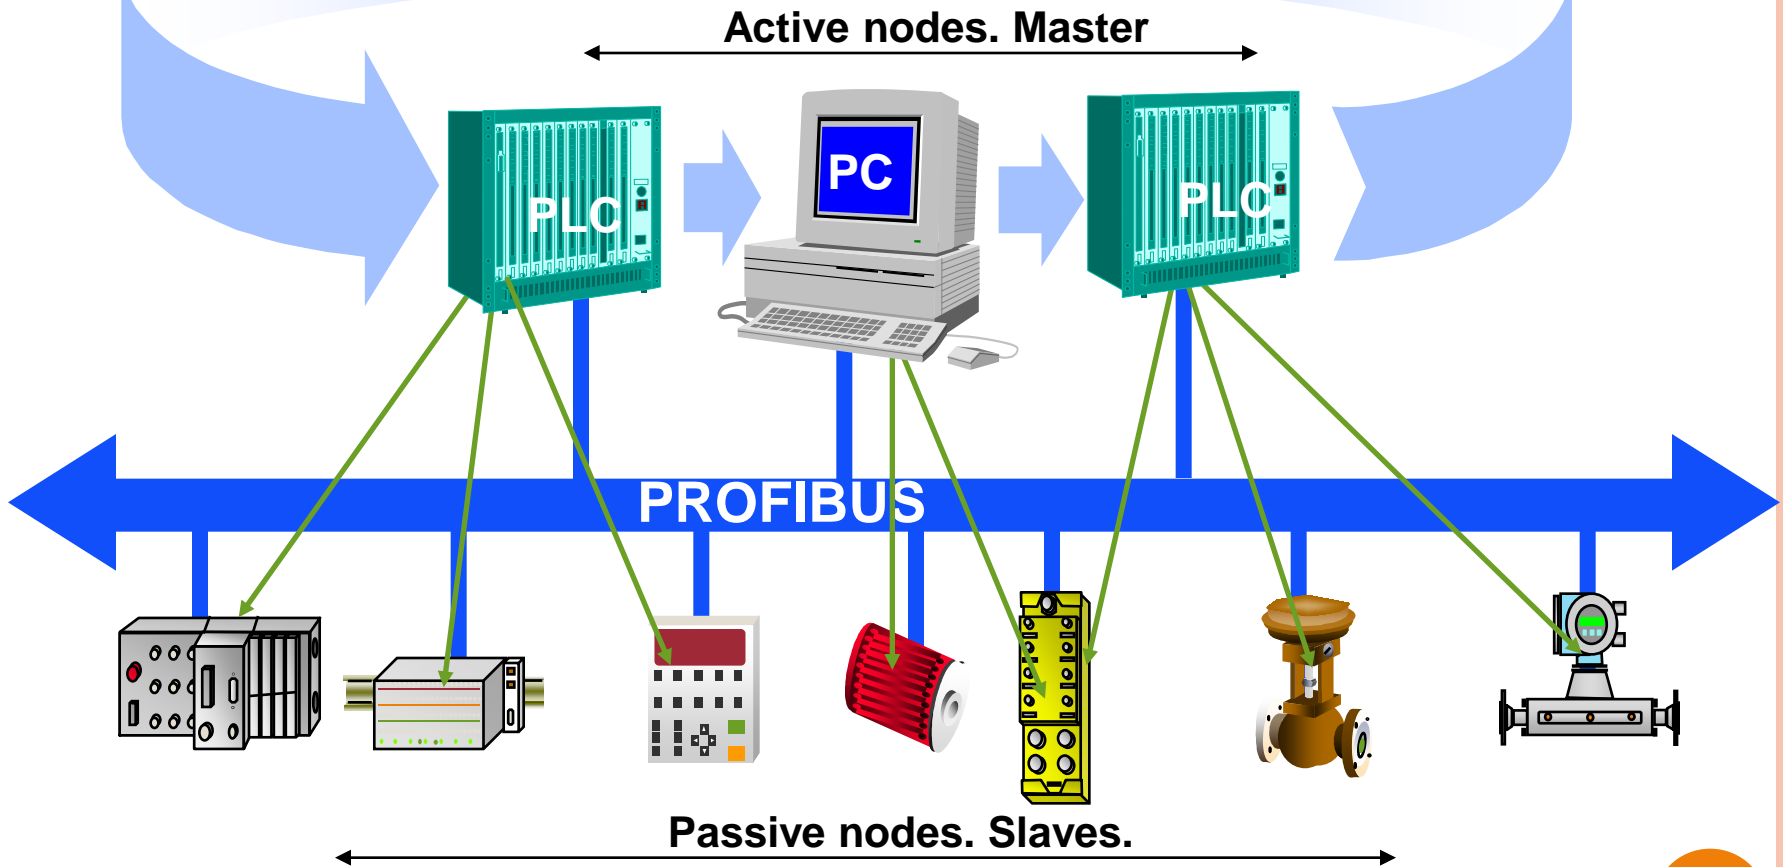 Active nodes. Master
PLC
PC
PLC
PROFIBUS
Passive nodes. Slaves.